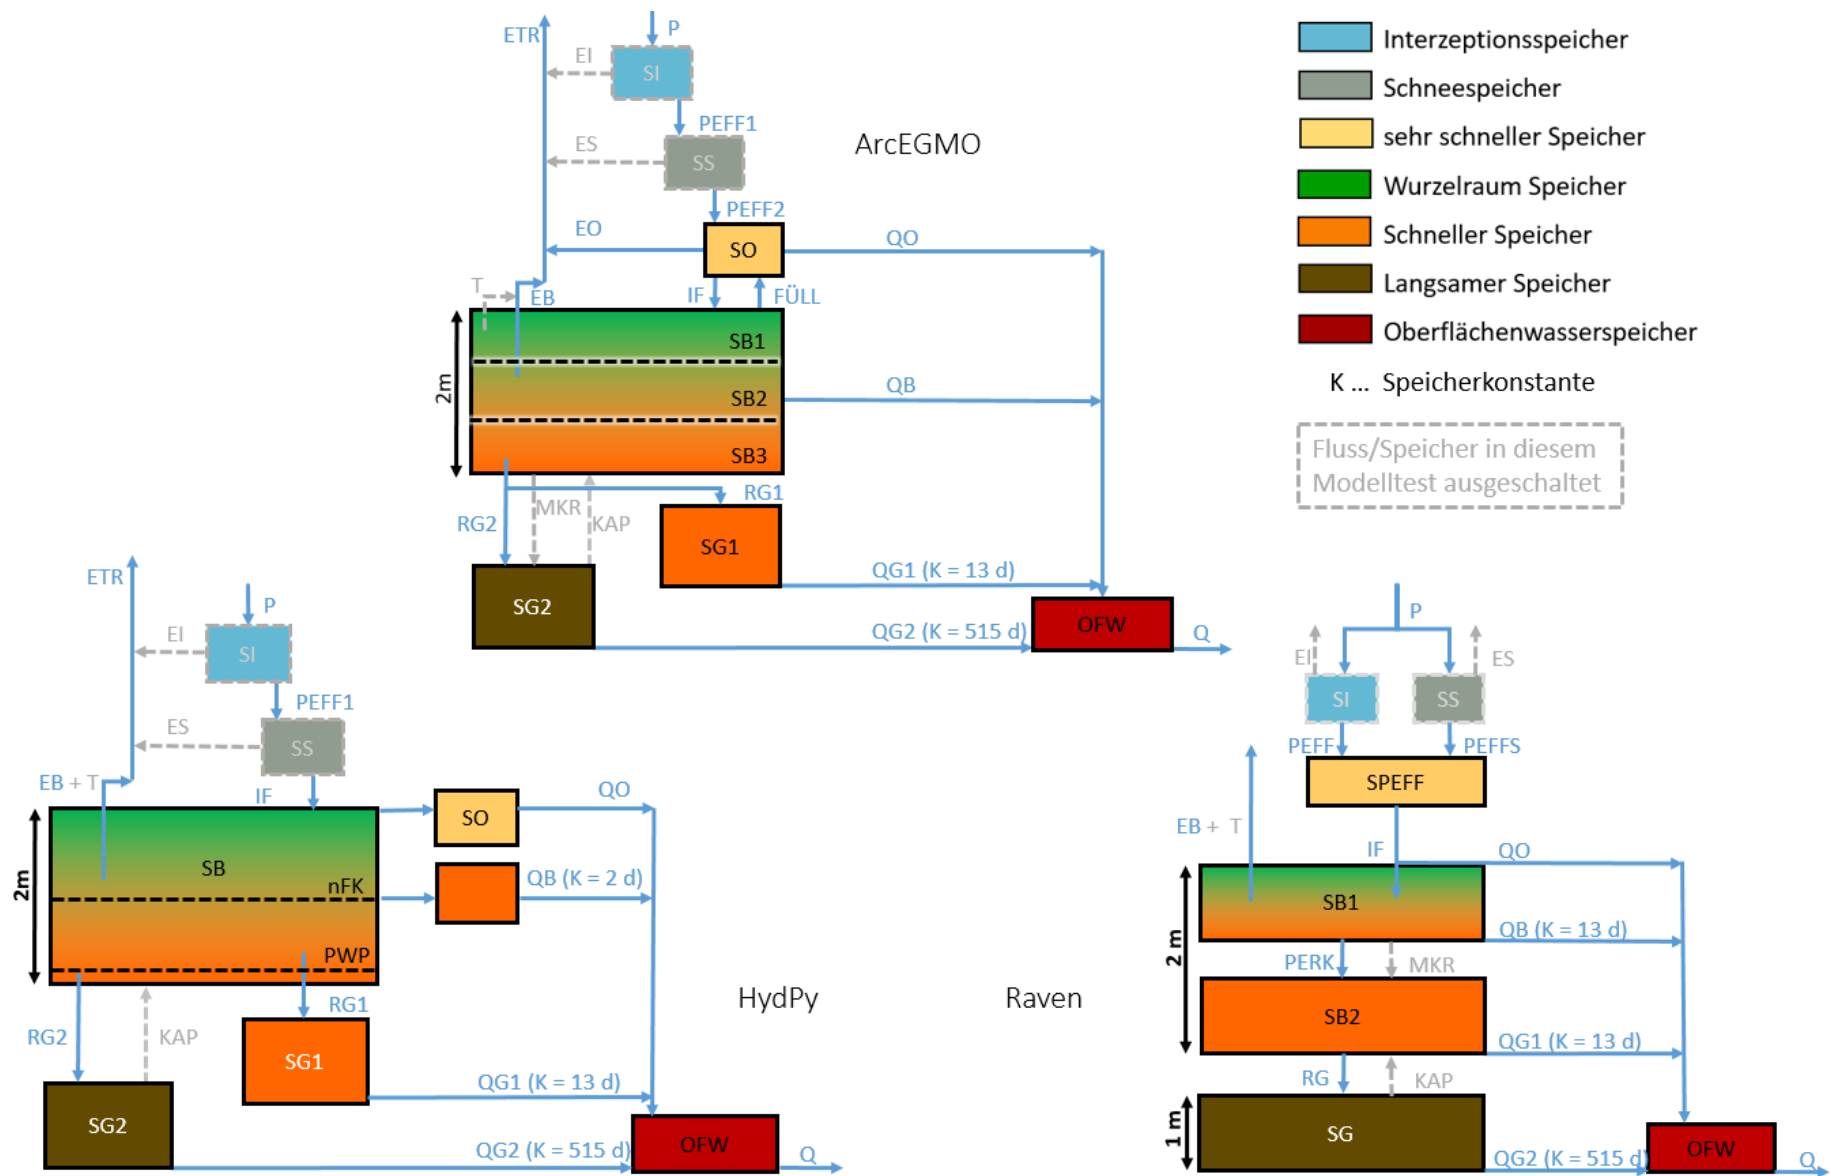 ETR
P
EI
SI
PEFF1
ES
SS
ArcEGMO
PEFF2
EO
SO
QO
T
EB
IF
FÜLL
SB1
2m
SB2
QB
SB3
RG1
MKR
RG2
KAP
SG1
QG1 (K = 13 d)
SG2
QG2 (K = 515 d)
OFW
Q
Interzeptionsspeicher
Schneespeicher
sehr schneller Speicher
Wurzelraum Speicher
Schneller Speicher
Langsamer Speicher
Oberflächenwasserspeicher
K ... Speicherkonstante
Fluss/Speicher in diesem
Modelltest ausgeschaltet
ETR
P
EI
SI
PEFF1
ES
SS
EB + T
IF
SO
QO
2m
SB
nFK
QB (K = 2 d)
PWP
RG1
RG2
KAP
HydPy
SG1
QG1 (K = 13 d)
SG2
QG2 (K = 515 d)
OFW
Q
Raven
P
EI
ES
SI
SS
PEFF
PEFFS
SPEFF
EB + T
IF
QO
SB1
QB (K = 13 d)
2 m
PERK
MKR
SB2
QG1 (K = 13 d)
RG
KAP
1 m
SG
QG2 (K = 515 d)
OFW
Q